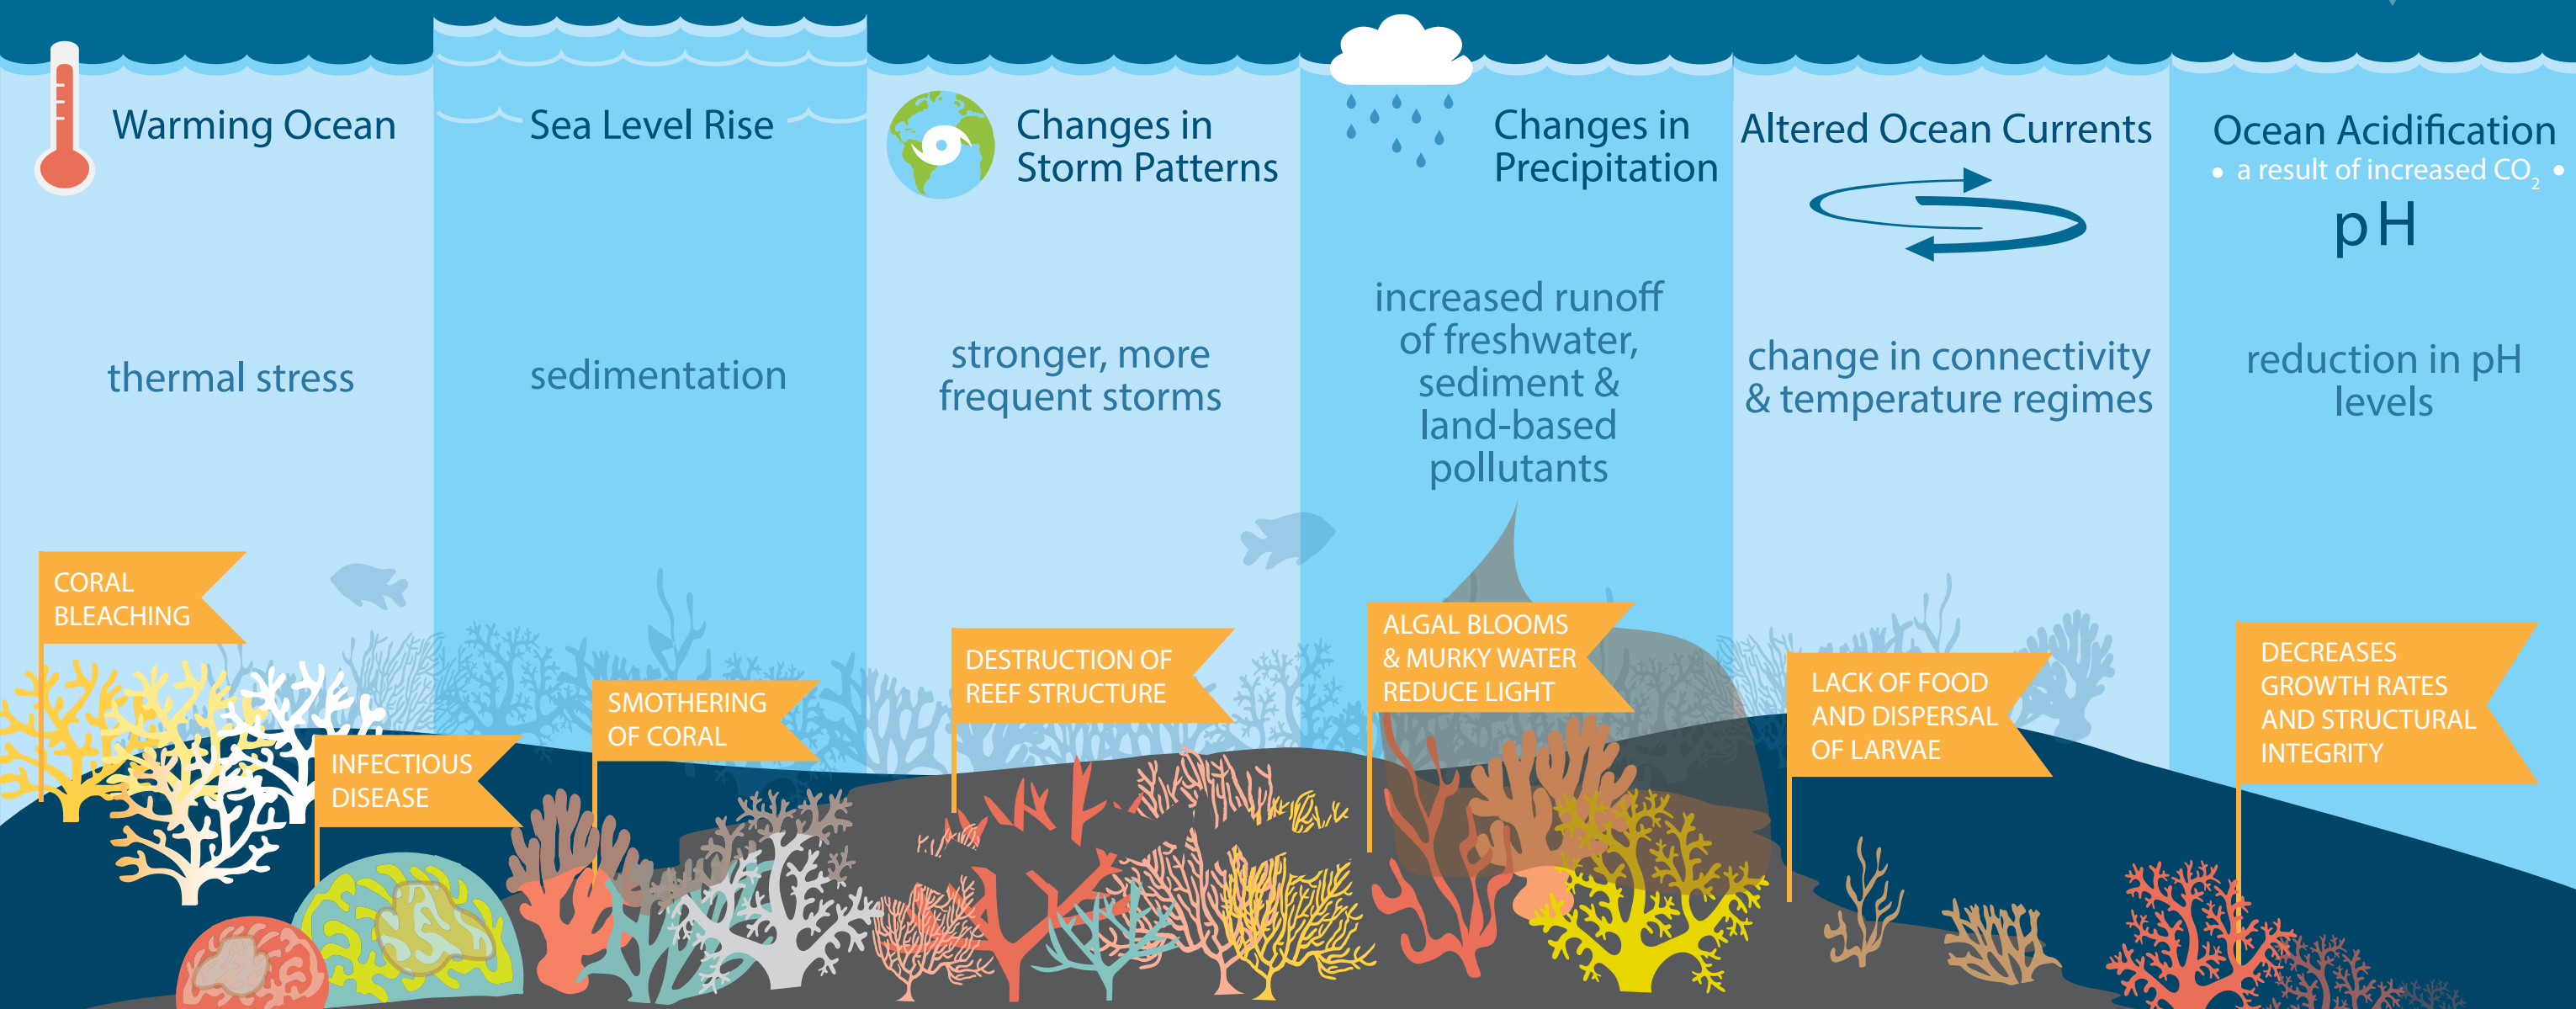 Warming Ocean
thermal stress
CORAL
BLEACHING
INFECTIOUS
DISEASE
Sea Level Rise
sedimentation
SMOTHERING
OF CORAL
Changes in
Storm Patterns
stronger, more
frequent storms
DESTRUCTION OF
REEF STRUCTURE
Changes in
Precipitation
increased runoff
of freshwater,
sediment &
land-based
pollutants
ALGAL BLOOMS
& MURKY WATER
REDUCE LIGHT
Altered Ocean Currents
change in connectivity
& temperature regimes
LACK OF FOOD
AND DISPERSAL
OF LARVAE
Ocean Acidification
• a result of increased CO₂ •
pH
reduction in pH
levels
DECREASES
GROWTH RATES
AND STRUCTURAL
INTEGRITY